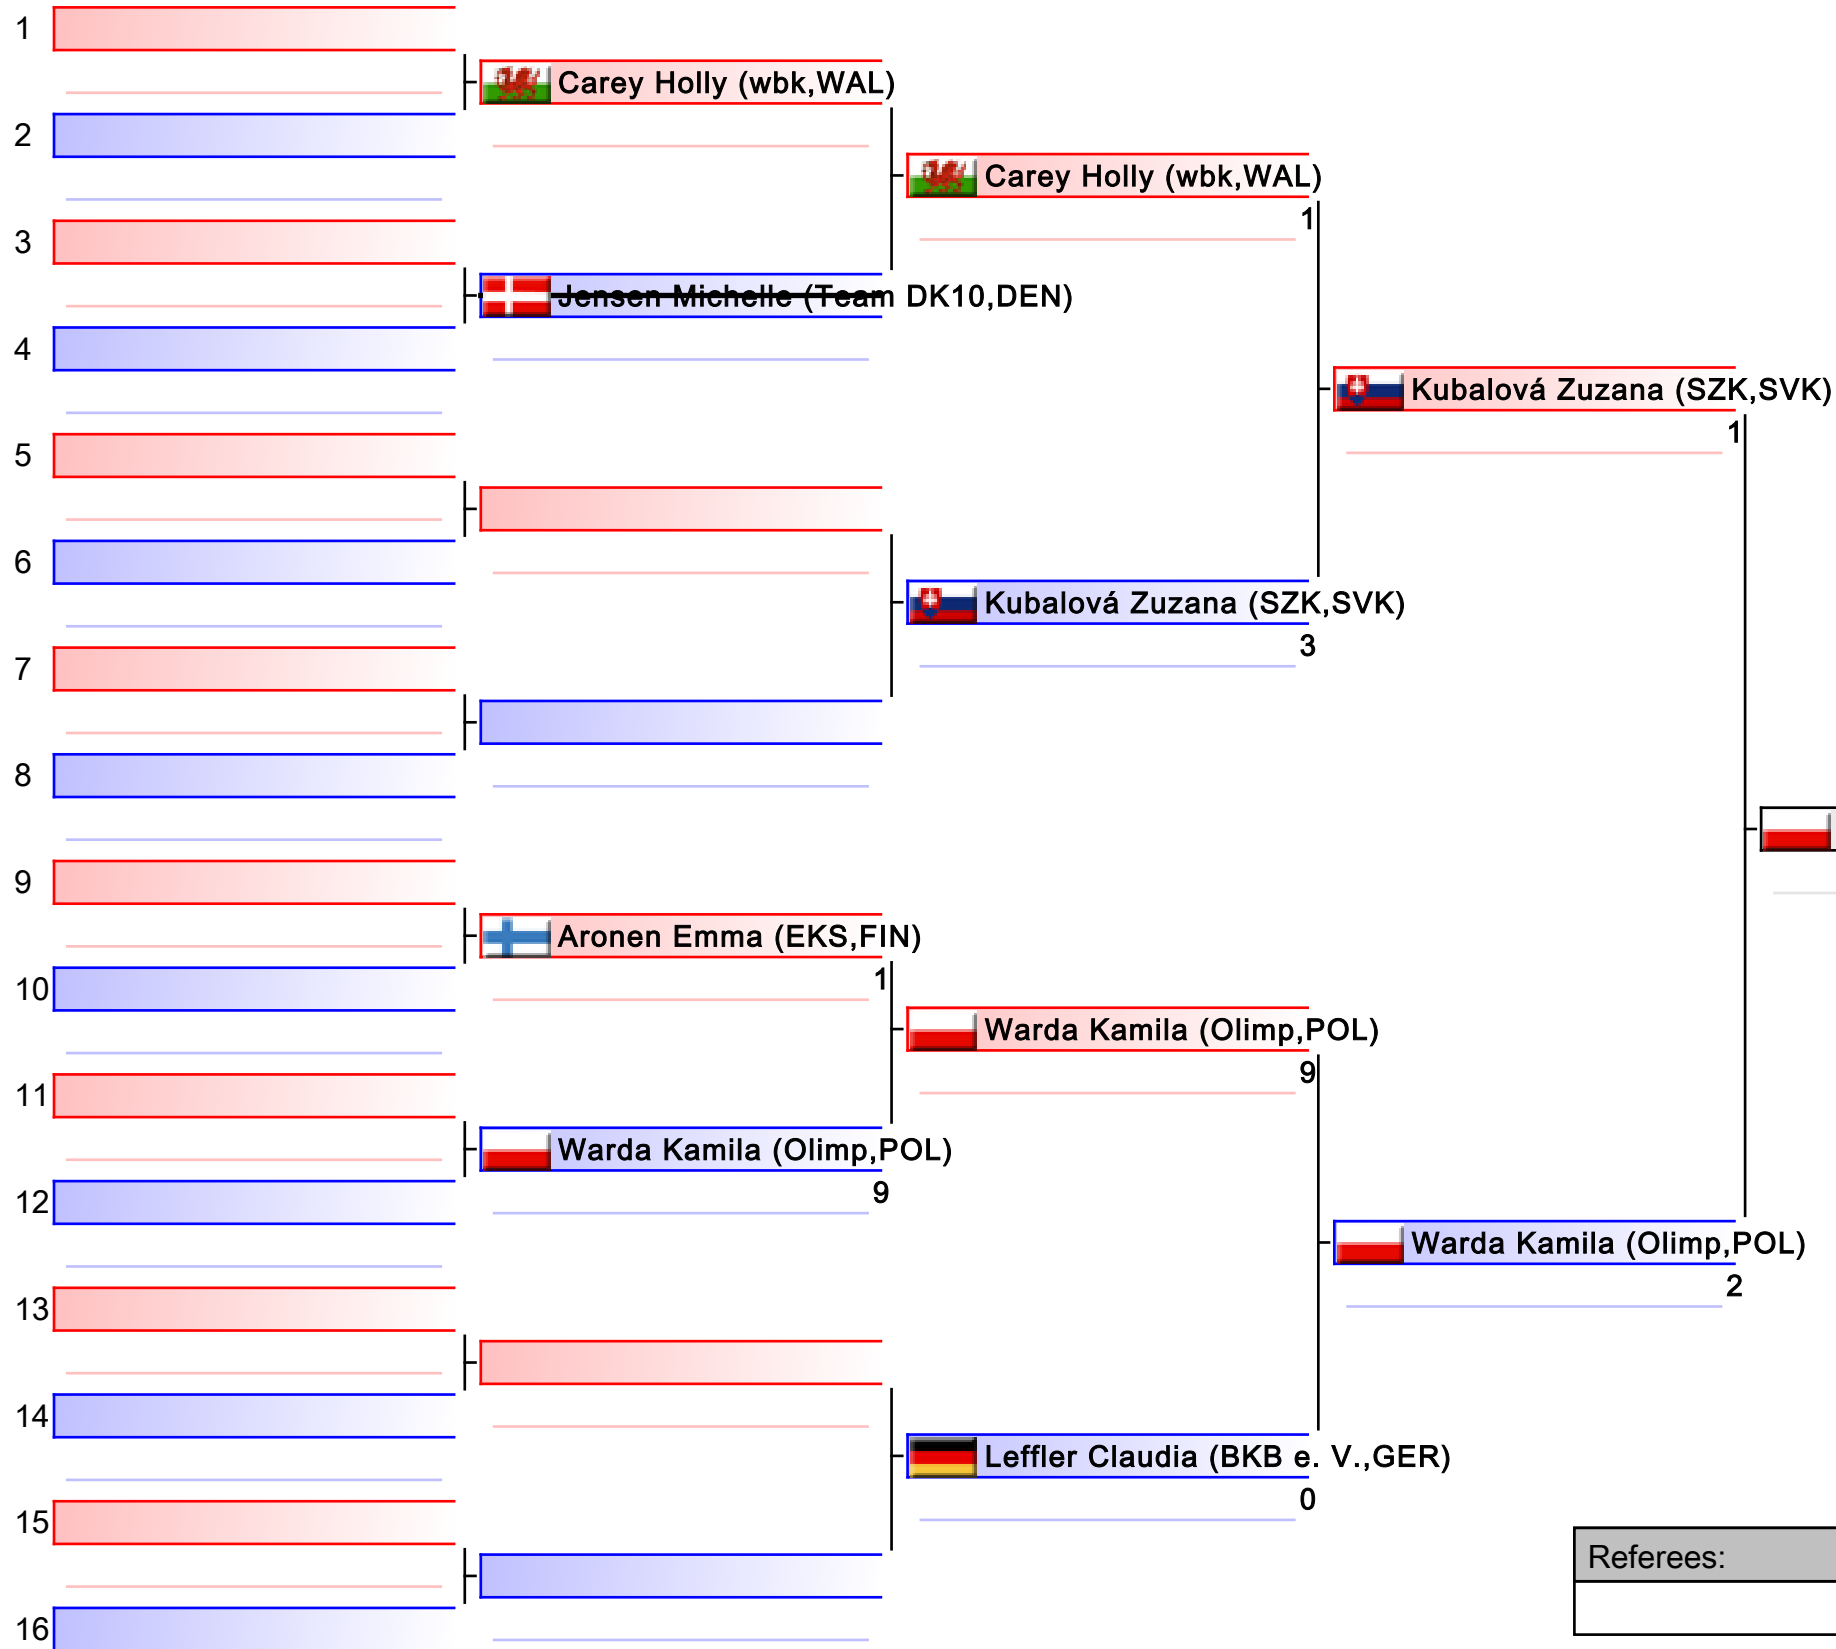 1
Carey Holly (wbk,WAL)
2
Carey Holly (wbk,WAL)
1
3
Jensen Michelle (Team DK10,DEN)
4
Kubalová Zuzana (SZK,SVK)
1
5
6
Kubalová Zuzana (SZK,SVK)
3
7
8
9
Aronen Emma (EKS,FIN)
1
10
Warda Kamila (Olimp,POL)
9
11
Warda Kamila (Olimp,POL)
9
12
Warda Kamila (Olimp,POL)
2
13
14
Leffler Claudia (BKB e. V.,GER)
0
15
Referees:
16